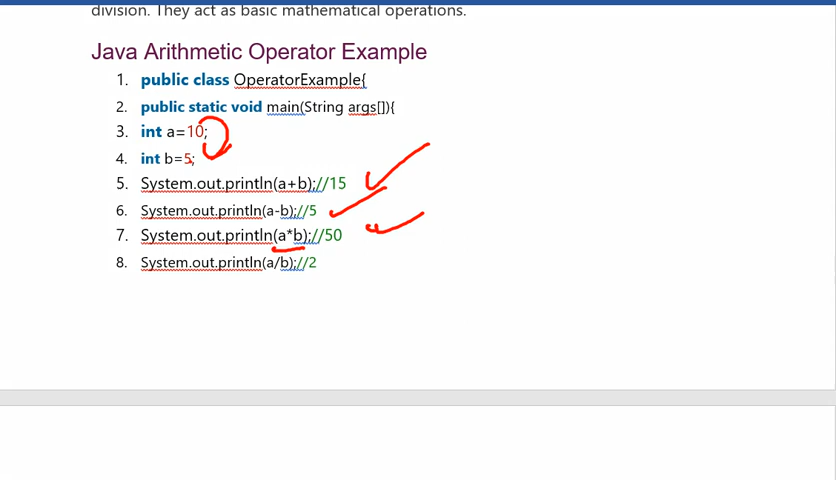 division. They act as basic mathematical operations.
Java Arithmetic Operator Example
1. public class OperatorExample{
2. public static void main(String args[]){
3. int a=10;
4. int b=5;
5. System.out.println(a+b);//15
6. System.out.println(a-b);//5
7. System.out.println(a*b);//50
8. System.out.println(a/b);//2